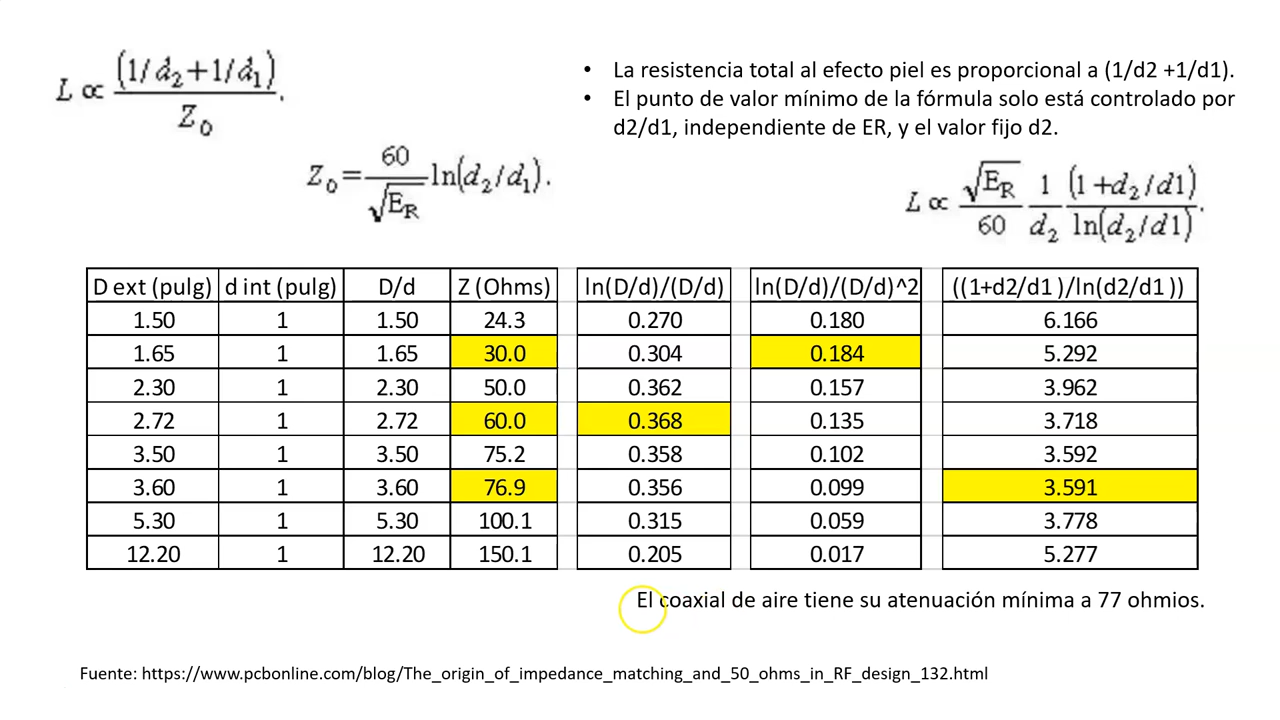 L ∝ (1/d₂+1/d₁) / Z₀.
• La resistencia total al efecto piel es proporcional a (1/d2 +1/d1).
• El punto de valor mínimo de la fórmula solo está controlado por
d2/d1, independiente de ER, y el valor fijo d2.
Z₀ = 60/√E_R ln(d₂/d₁).
L ∝ √E_R/60 1/d₂ (1+d₂/d1)/ln(d₂/d1).
D ext (pulg) d int (pulg) D/d Z (Ohms) ln(D/d)/(D/d) ln(D/d)/(D/d)^2 ((1+d2/d1 )/ln(d2/d1 ))
1.50 1 1.50 24.3 0.270 0.180 6.166
1.65 1 1.65 30.0 0.304 0.184 5.292
2.30 1 2.30 50.0 0.362 0.157 3.962
2.72 1 2.72 60.0 0.368 0.135 3.718
3.50 1 3.50 75.2 0.358 0.102 3.592
3.60 1 3.60 76.9 0.356 0.099 3.591
5.30 1 5.30 100.1 0.315 0.059 3.778
12.20 1 12.20 150.1 0.205 0.017 5.277
El coaxial de aire tiene su atenuación mínima a 77 ohmios.
Fuente: https://www.pcbonline.com/blog/The_origin_of_impedance_matching_and_50_ohms_in_RF_design_132.html